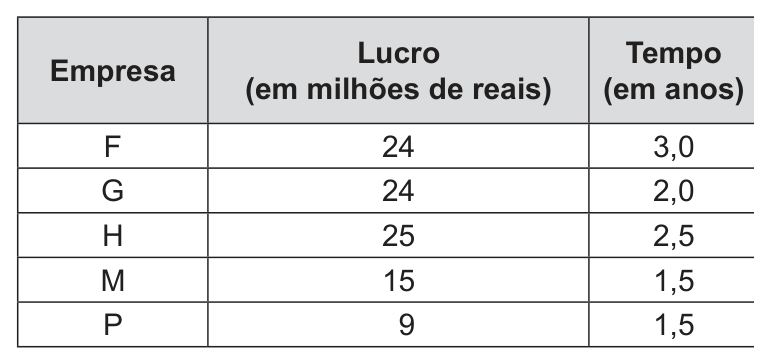 Empresa Lucro (em milhões de reais) Tempo (em anos)
F 24 3,0
G 24 2,0
H 25 2,5
M 15 1,5
P 9 1,5